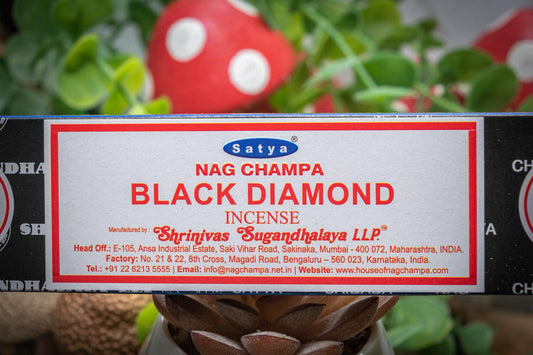 Satya®
NAG CHAMPA
BLACK DIAMOND
INCENSE
Manufactured by : Shrinivas Sugandhalaya L.L.P.™
Head Off.: E-105, Ansa Industrial Estate, Saki Vihar Road, Sakinaka, Mumbai - 400 072, Maharashtra, INDIA.
Factory: No. 21 & 22, 8th Cross, Magadi Road, Bengaluru – 560 023, Karnataka, India.
Tel.: +91 22 6213 5555 | Email: info@nagchampa.net.in | Website: www.houseofnagchampa.com